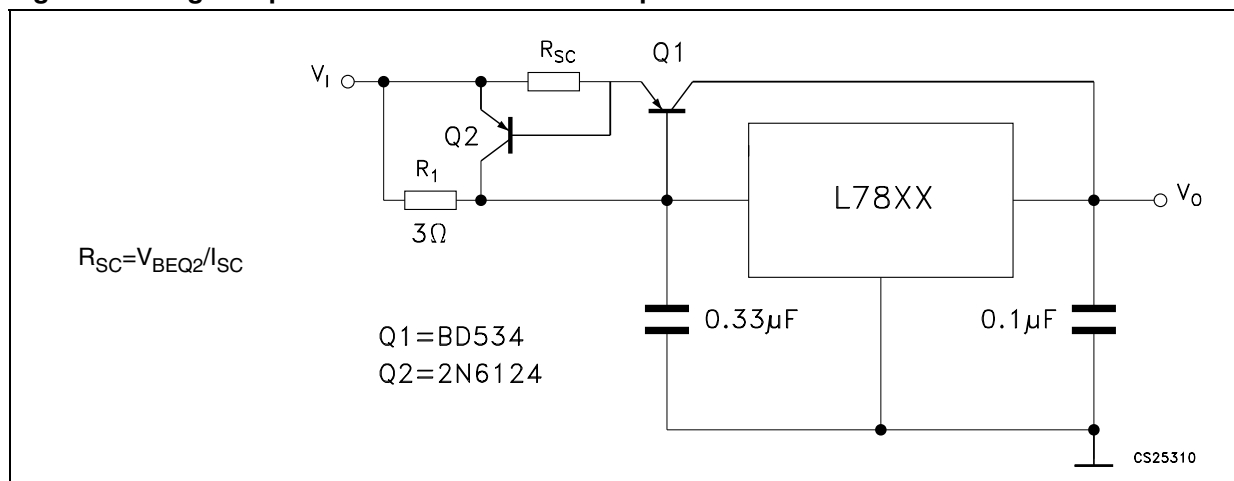 R_SC
Q1
V_I
Q2
R_1
3Ω
L78XX
V_O
R_SC=V_BEQ2/I_SC
0.33µF
0.1µF
Q1=BD534
Q2=2N6124
CS25310